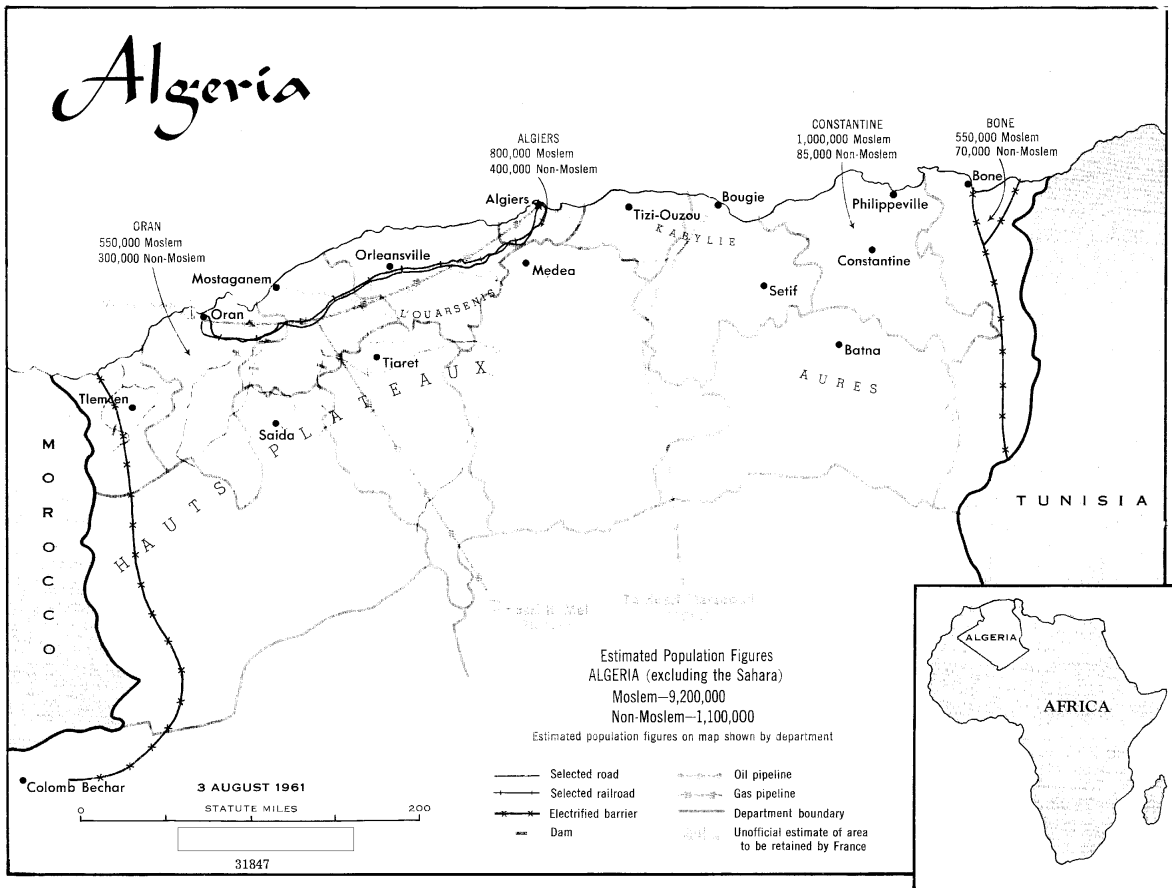 Algeria
ALGIERS
800,000 Moslem
400,000 Non-Moslem
CONSTANTINE
1,000,000 Moslem
85,000 Non-Moslem
BONE
550,000 Moslem
70,000 Non-Moslem
ORAN
550,000 Moslem
300,000 Non-Moslem
Algiers
Tizi-Ouzou
Bougie
Philippeville
Bone
KABYLIE
Constantine
Orleansville
Medea
Mostaganem
Setif
Oran
L'OUARSENIS
Batna
Tiaret
AURES
Tlemcen
Saida
HAUTS PLATEAUX
MOROCCO
TUNISIA
Estimated Population Figures
ALGERIA (excluding the Sahara)
Moslem—9,200,000
Non-Moslem—1,100,000
Estimated population figures on map shown by department
Colomb Bechar
3 AUGUST 1961
STATUTE MILES
0 200
31847
Selected road
Selected railroad
Electrified barrier
Dam
Oil pipeline
Gas pipeline
Department boundary
Unofficial estimate of area
to be retained by France
ALGERIA
AFRICA